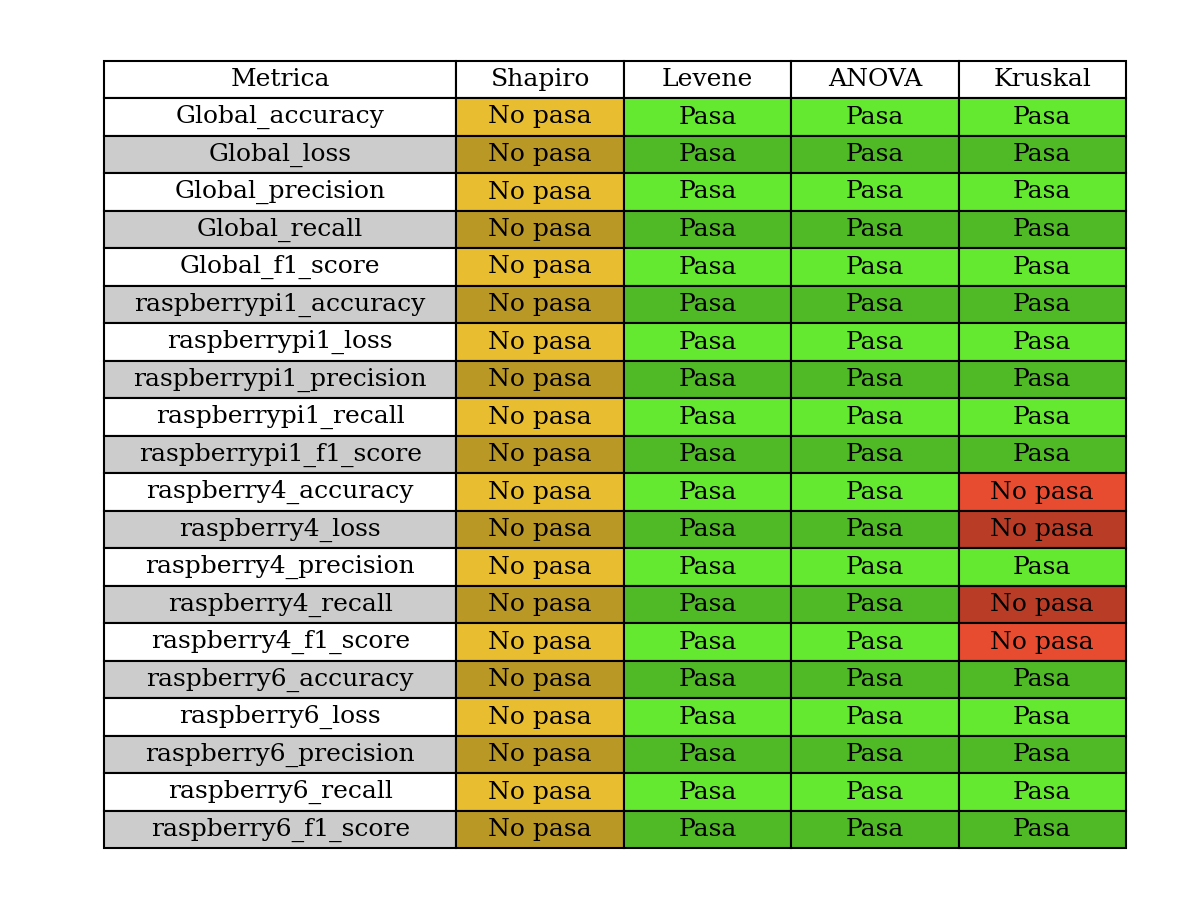 Metrica Shapiro Levene ANOVA Kruskal
Global_accuracy No pasa Pasa Pasa Pasa
Global_loss No pasa Pasa Pasa Pasa
Global_precision No pasa Pasa Pasa Pasa
Global_recall No pasa Pasa Pasa Pasa
Global_f1_score No pasa Pasa Pasa Pasa
raspberrypi1_accuracy No pasa Pasa Pasa Pasa
raspberrypi1_loss No pasa Pasa Pasa Pasa
raspberrypi1_precision No pasa Pasa Pasa Pasa
raspberrypi1_recall No pasa Pasa Pasa Pasa
raspberrypi1_f1_score No pasa Pasa Pasa Pasa
raspberry4_accuracy No pasa Pasa Pasa No pasa
raspberry4_loss No pasa Pasa Pasa No pasa
raspberry4_precision No pasa Pasa Pasa Pasa
raspberry4_recall No pasa Pasa Pasa No pasa
raspberry4_f1_score No pasa Pasa Pasa No pasa
raspberry6_accuracy No pasa Pasa Pasa Pasa
raspberry6_loss No pasa Pasa Pasa Pasa
raspberry6_precision No pasa Pasa Pasa Pasa
raspberry6_recall No pasa Pasa Pasa Pasa
raspberry6_f1_score No pasa Pasa Pasa Pasa